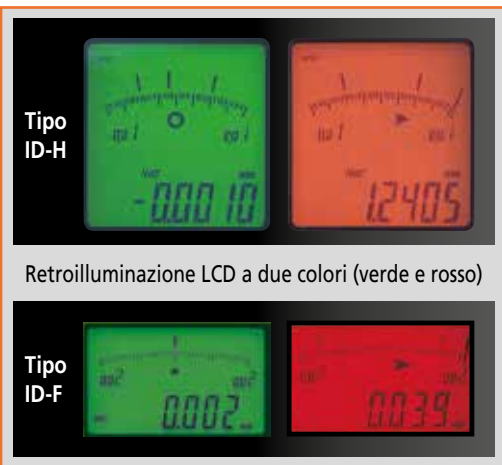 Tipo
ID-H
-0.0010
1.2405
Retroilluminazione LCD a due colori (verde e rosso)
Tipo
ID-F
0.002
0.039